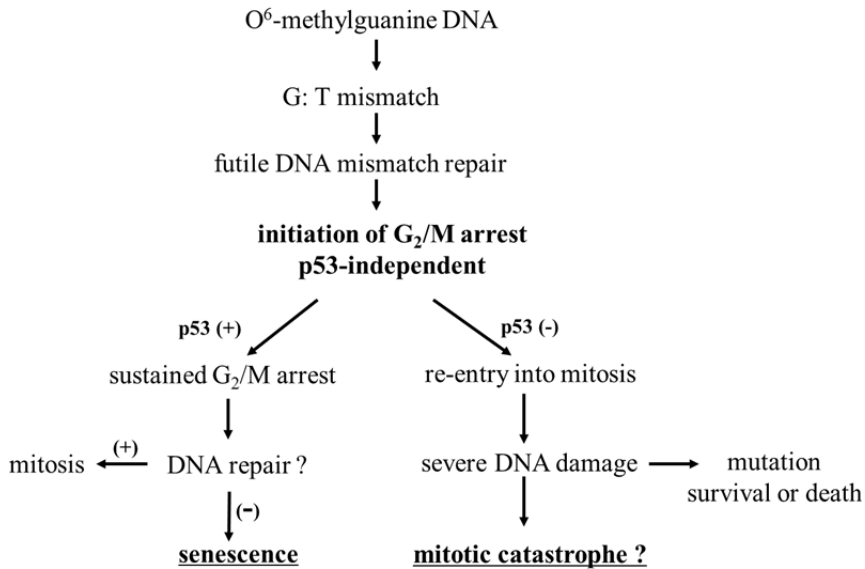 O⁶-methylguanine DNA
G: T mismatch
futile DNA mismatch repair
initiation of G₂/M arrest
p53-independent
p53 (+)
p53 (-)
sustained G₂/M arrest
re-entry into mitosis
mitosis
(+)
DNA repair ?
severe DNA damage
mutation
survival or death
(-)
senescence
mitotic catastrophe ?